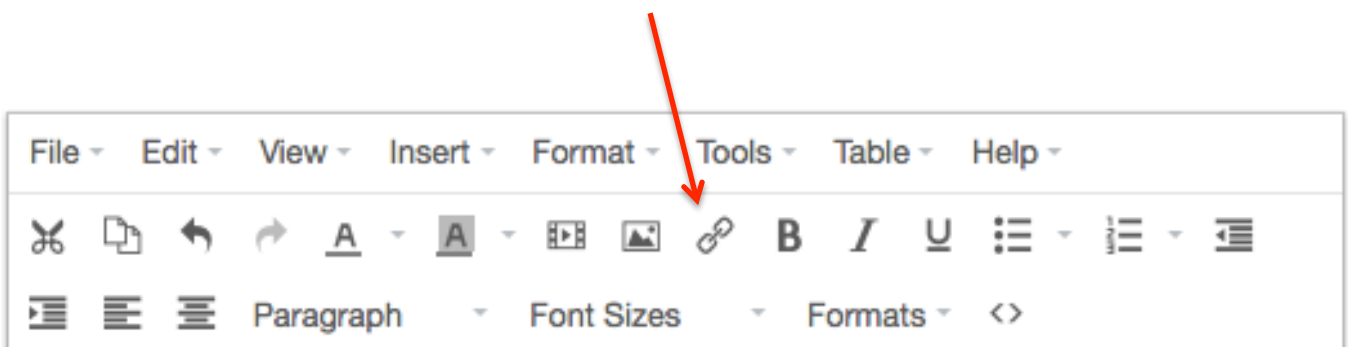 File Edit View Insert Format Tools Table Help
A A B I U
Paragraph Font Sizes Formats <>